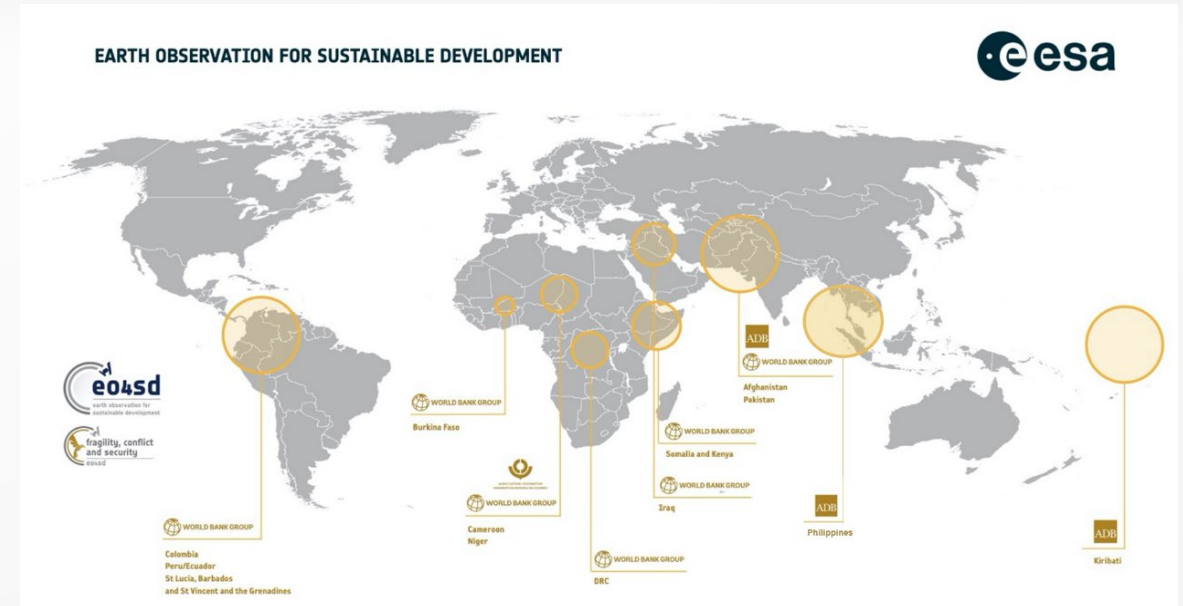 EARTH OBSERVATION FOR SUSTAINABLE DEVELOPMENT
esa
eo4sd
earth observation for
sustainable development
fragility, conflict
and security
eo4sd
WORLD BANK GROUP
Colombia
Peru/Ecuador
St Lucia, Barbados
and St Vincent and the Grenadines
WORLD BANK GROUP
Burkina Faso
WORLD BANK GROUP
Cameroon
Niger
WORLD BANK GROUP
DRC
WORLD BANK GROUP
Iraq
WORLD BANK GROUP
Somalia and Kenya
ADB
WORLD BANK GROUP
Afghanistan
Pakistan
ADB
Philippines
ADB
Kiribati